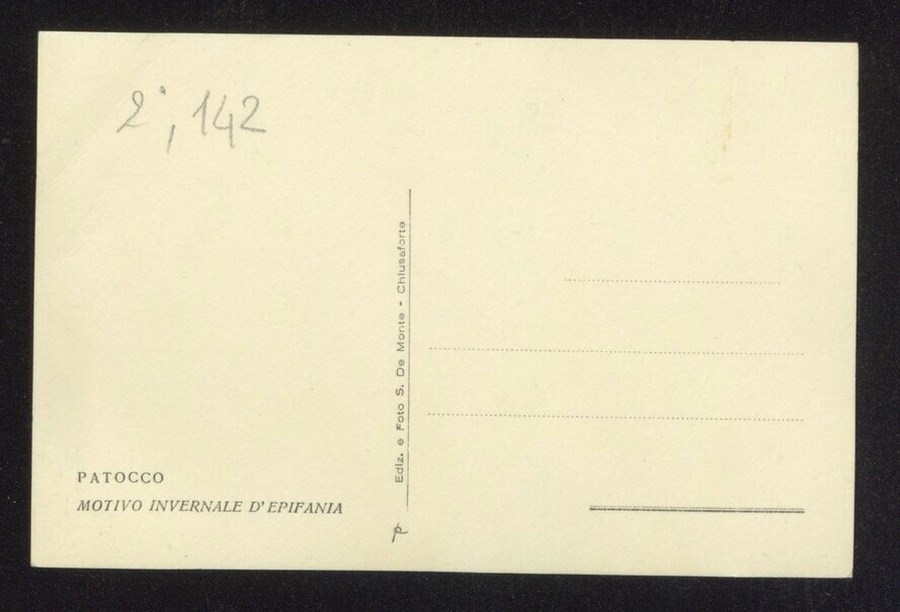 2°, 142
Ediz. e Foto S. De Monte - Chiusaforte
PATOCCO
MOTIVO INVERNALE D'EPIFANIA